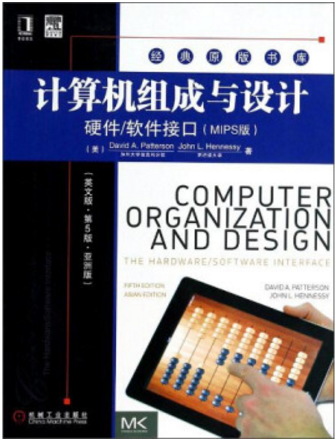 经典原版书库
计算机组成与设计
硬件/软件接口（MIPS版）
（美） David A. Patterson John L. Hennessy 著
（英文版·第5版·亚洲版）
COMPUTER
ORGANIZATION
AND DESIGN
THE HARDWARE/SOFTWARE INTERFACE
FIFTH EDITION
ASIAN EDITION
DAVID A. PATTERSON
JOHN L. HENNESSY
机械工业出版社
China Machine Press
MK